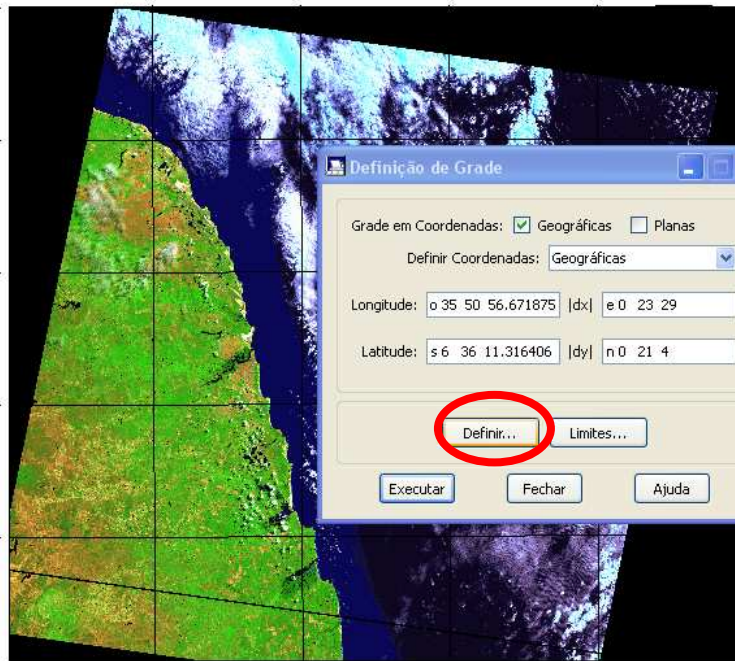 Definição de Grade
Grade em Coordenadas: Geográficas Planas
Definir Coordenadas: Geográficas
Longitude: o 35 50 56.671875 |dx| e 0 23 29
Latitude: s 6 36 11.316406 |dy| n 0 21 4
Definir... Limites...
Executar Fechar Ajuda